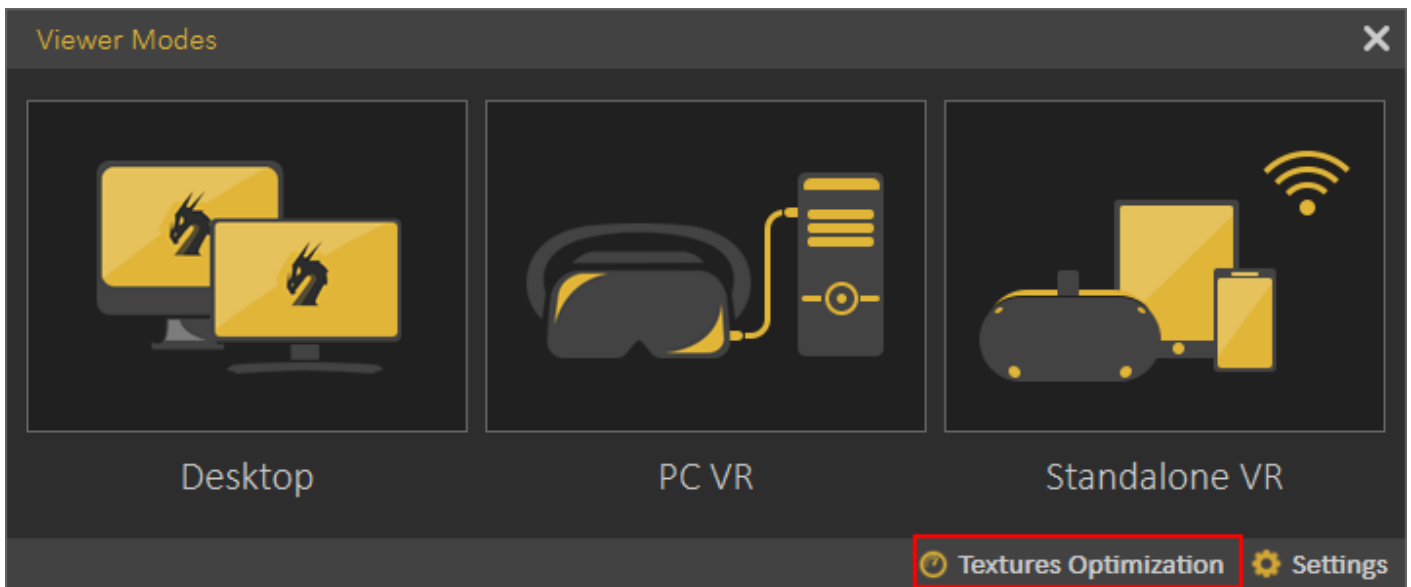 Viewer Modes
Desktop
PC VR
Standalone VR
Textures Optimization
Settings